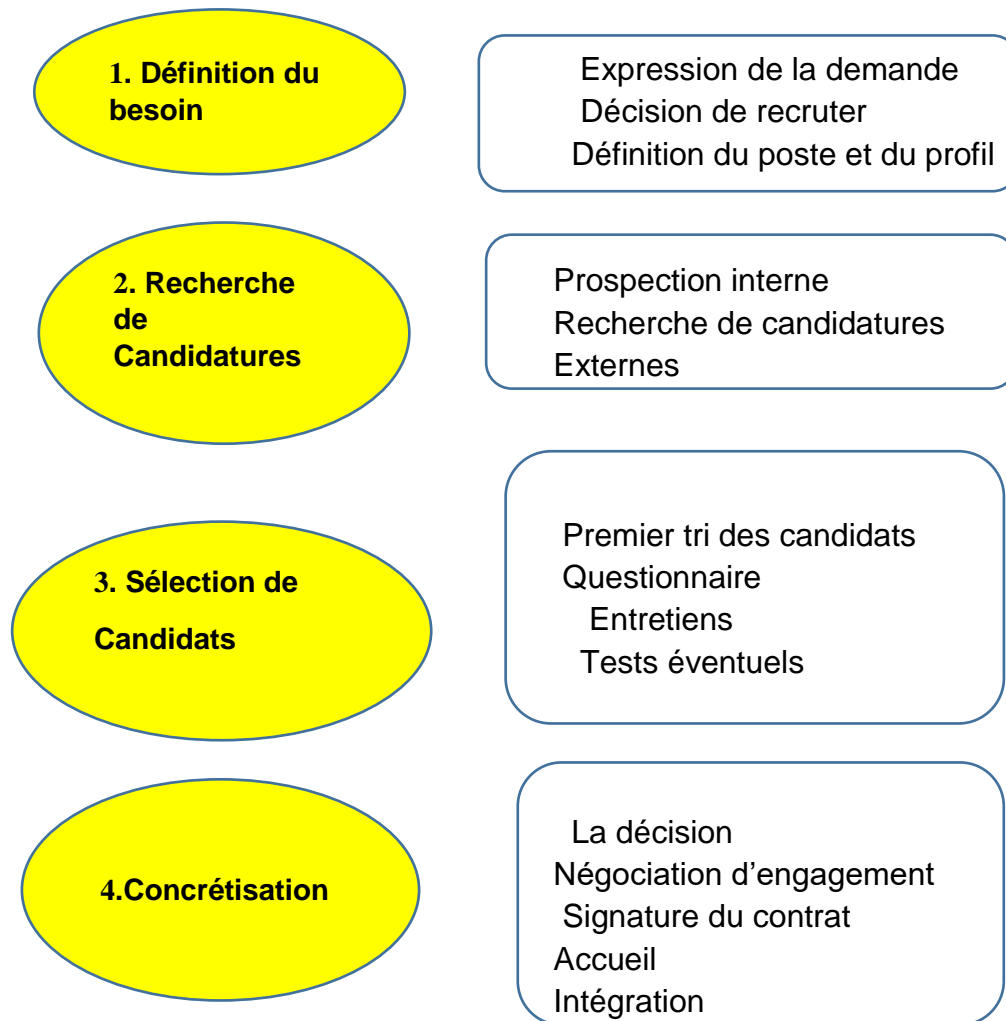 1. Définition du
besoin
Expression de la demande
Décision de recruter
Définition du poste et du profil
2. Recherche
de
Candidatures
Prospection interne
Recherche de candidatures
Externes
3. Sélection de
Candidats
Premier tri des candidats
Questionnaire
Entretiens
Tests éventuels
4.Concrétisation
La décision
Négociation d’engagement
Signature du contrat
Accueil
Intégration